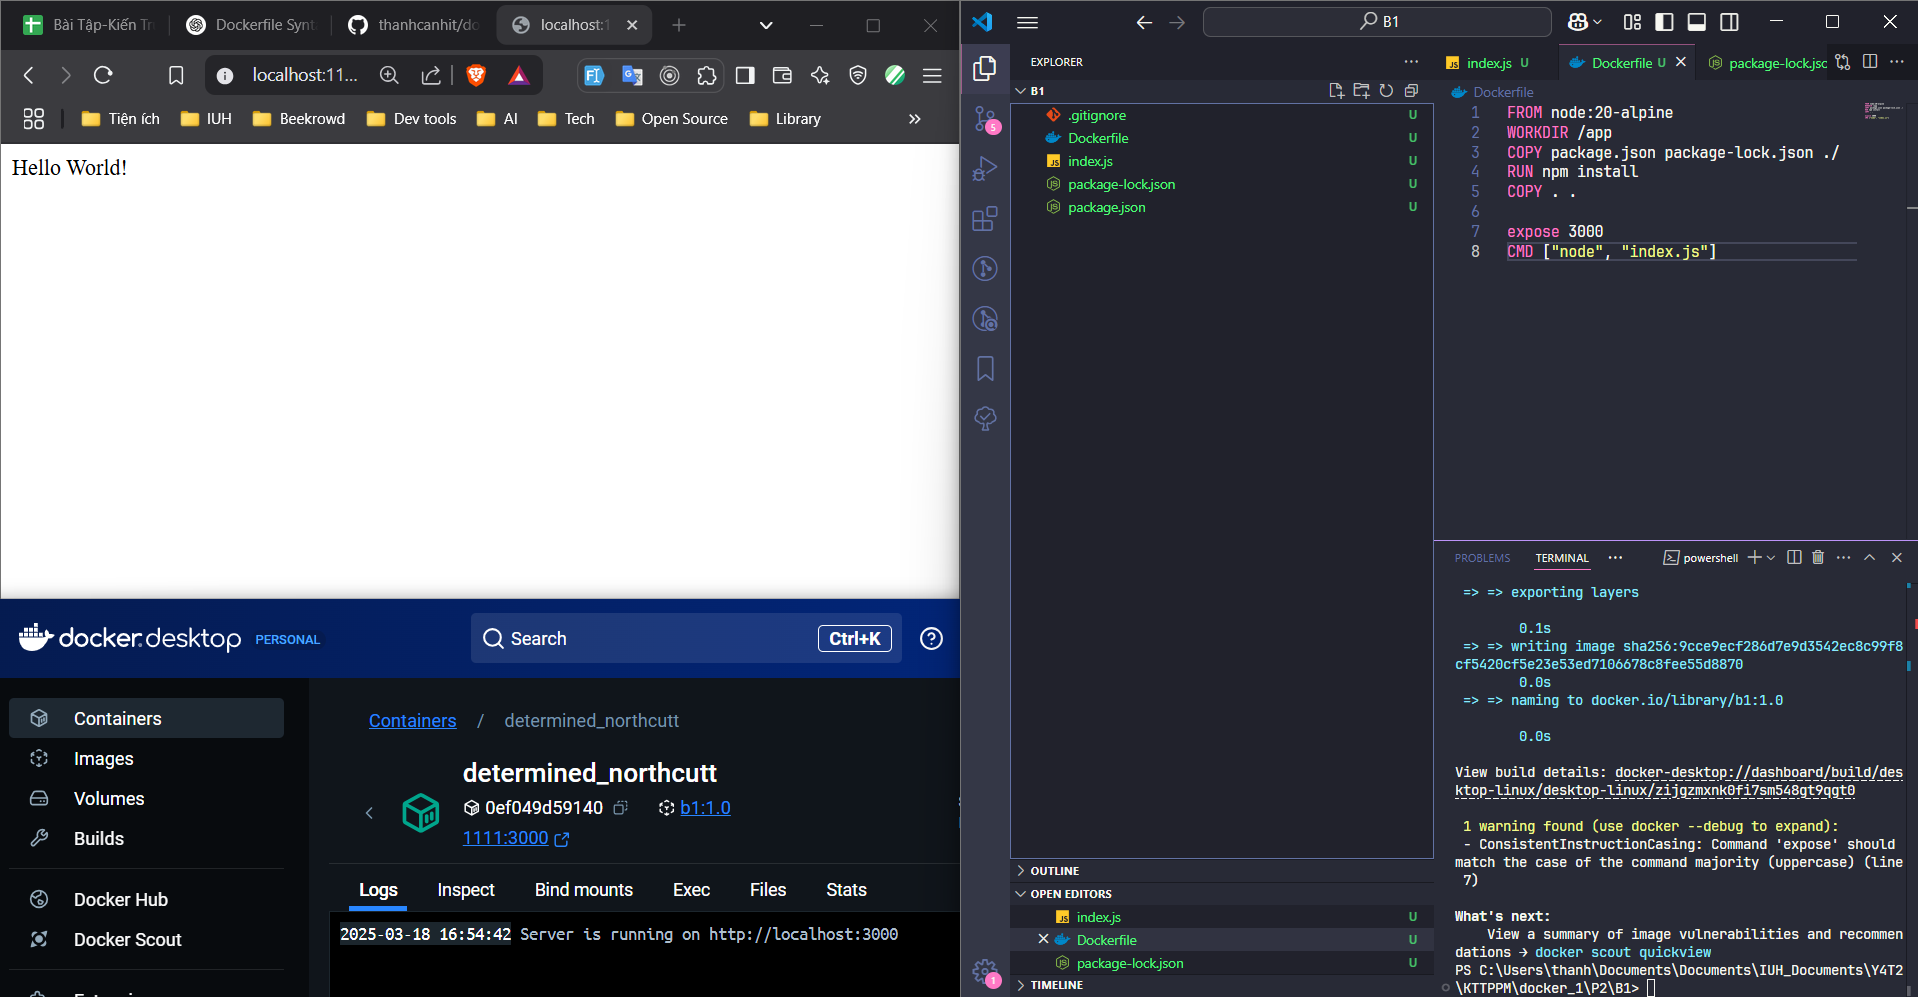 Bài Tập-Kiến Tr
Dockerfile Synt
thanhcanhit/do
localhost:1
localhost:11...
Tiện ích
IUH
Beekrowd
Dev tools
AI
Tech
Open Source
Library
»
Hello World!
docker.desktop PERSONAL
Search
Ctrl+K
Containers
Images
Volumes
Builds
Docker Hub
Docker Scout
Containers / determined_northcutt
determined_northcutt
0ef049d59140
b1:1.0
1111:3000
Logs
Inspect
Bind mounts
Exec
Files
Stats
2025-03-18 16:54:42 Server is running on http://localhost:3000
B1
EXPLORER
B1
.gitignore U
Dockerfile U
index.js U
package-lock.json U
package.json U
5
1
OUTLINE
OPEN EDITORS
index.js U
Dockerfile U
package-lock.json U
TIMELINE
index.js U
Dockerfile U
package-lock.jsc
Dockerfile
1 FROM node:20-alpine
2 WORKDIR /app
3 COPY package.json package-lock.json ./
4 RUN npm install
5 COPY . .
6
7 expose 3000
8 CMD ["node", "index.js"]
PROBLEMS
TERMINAL
powershell
=> => exporting layers
0.1s
=> => writing image sha256:9cce9ecf286d7e9d3542ec8c99f8
cf5420cf5e23e53ed7106678c8fee55d8870
0.0s
=> => naming to docker.io/library/b1:1.0
0.0s
View build details: docker-desktop://dashboard/build/des
ktop-linux/desktop-linux/zijgzmxnk0fi7sm548gt9qgt0
1 warning found (use docker --debug to expand):
- ConsistentInstructionCasing: Command 'expose' should
match the case of the command majority (uppercase) (line
7)
What's next:
View a summary of image vulnerabilities and recommen
dations → docker scout quickview
PS C:\Users\thanh\Documents\Documents\IUH_Documents\Y4T2
\KTTPPM\docker_1\P2\B1>